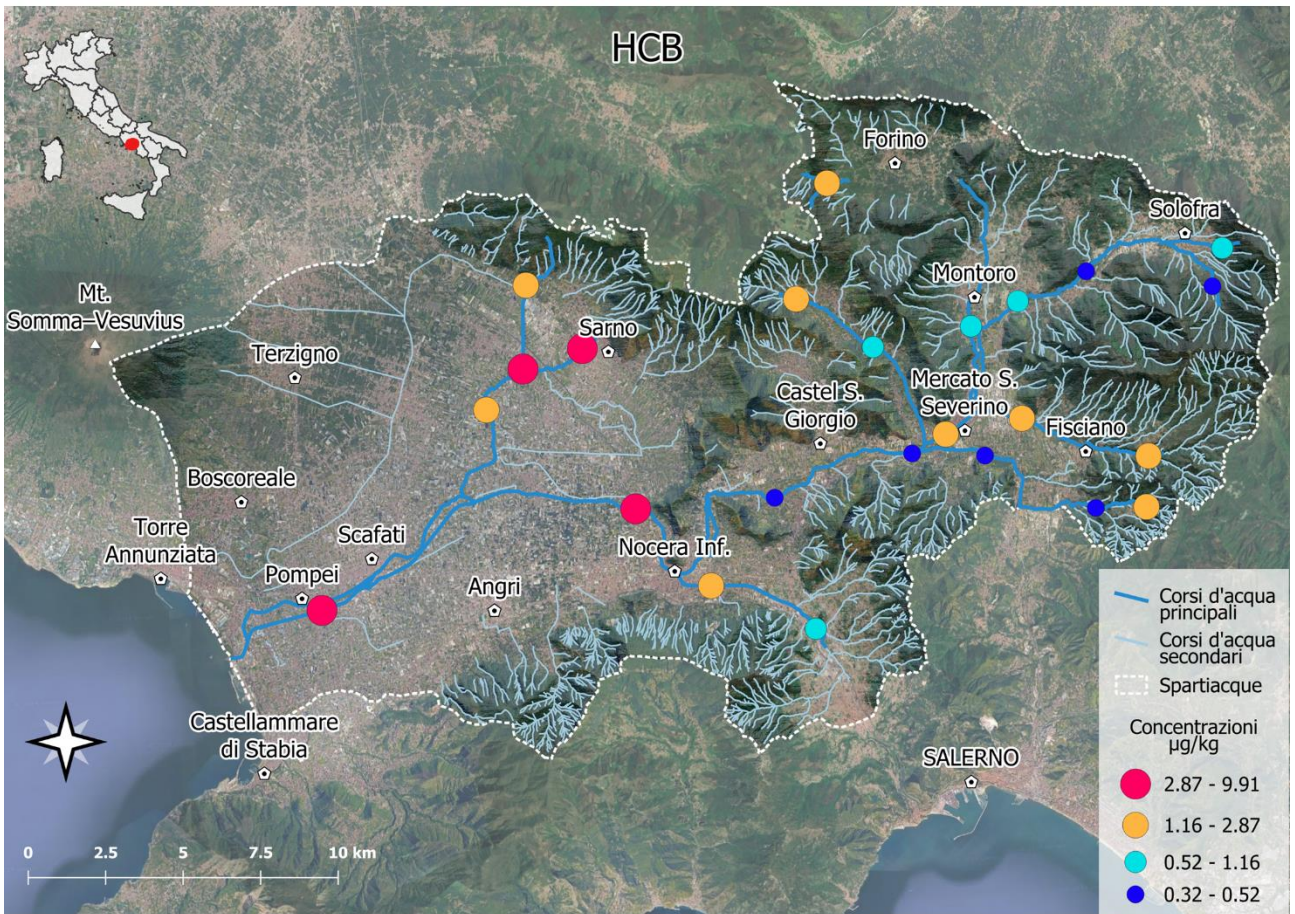 HCB
Forino
Solofra
Montoro
Mt.
Somma–Vesuvius
Sarno
Terzigno
Mercato S.
Severino
Castel S.
Giorgio
Fisciano
Boscoreale
Torre
Annunziata
Scafati
Nocera Inf.
Pompei
Angri
Castellammare
di Stabia
SALERNO
0 2.5 5 7.5 10 km
Corsi d'acqua
principali
Corsi d'acqua
secondari
Spartiacque
Concentrazioni
µg/kg
2.87 - 9.91
1.16 - 2.87
0.52 - 1.16
0.32 - 0.52